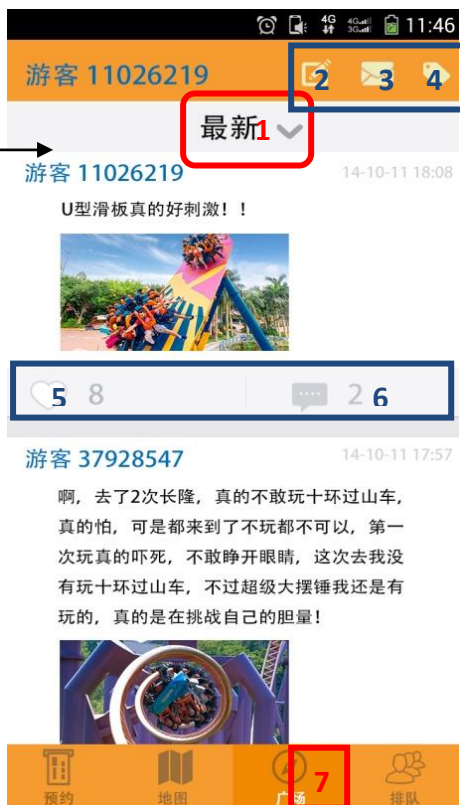 4G 4G 3G 11:46
游客 11026219 2 3 4
最新 1
游客 11026219 14-10-11 18:08
U型滑板真的好刺激！！
5 8 2 6
游客 37928547 14-10-11 17:57
啊，去了2次长隆，真的不敢玩十环过山车，
真的怕，可是都来到了不玩都不可以，第一
次玩真的吓死，不敢睁开眼睛，这次去我没
有玩十环过山车，不过超级大摆锤我还是有
玩的，真的是在挑战自己的胆量！
7
预约 地图 广场 排队